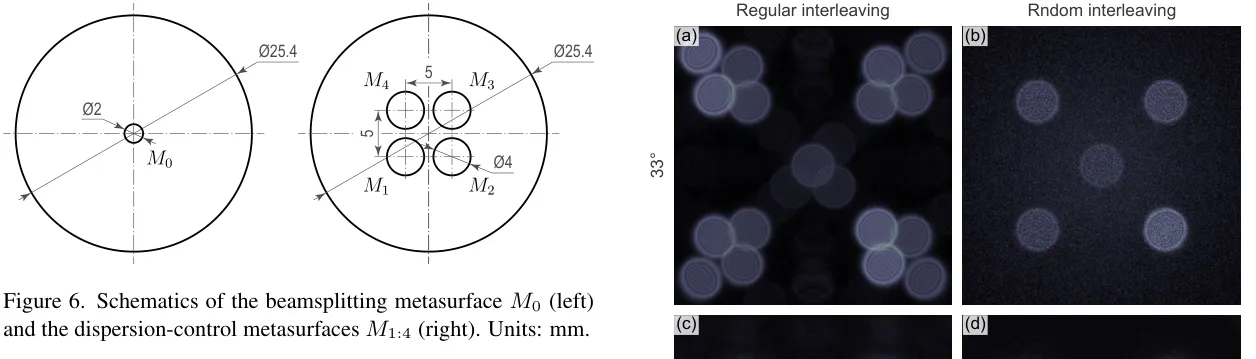 Ø25.4
Ø2
M0
Ø25.4
M4
5
M3
5
Ø4
M1
M2
Figure 6. Schematics of the beamsplitting metasurface M0 (left)
and the dispersion-control metasurfaces M1:4 (right). Units: mm.
Regular interleaving
Rndom interleaving
(a)
(b)
33°
(c)
(d)